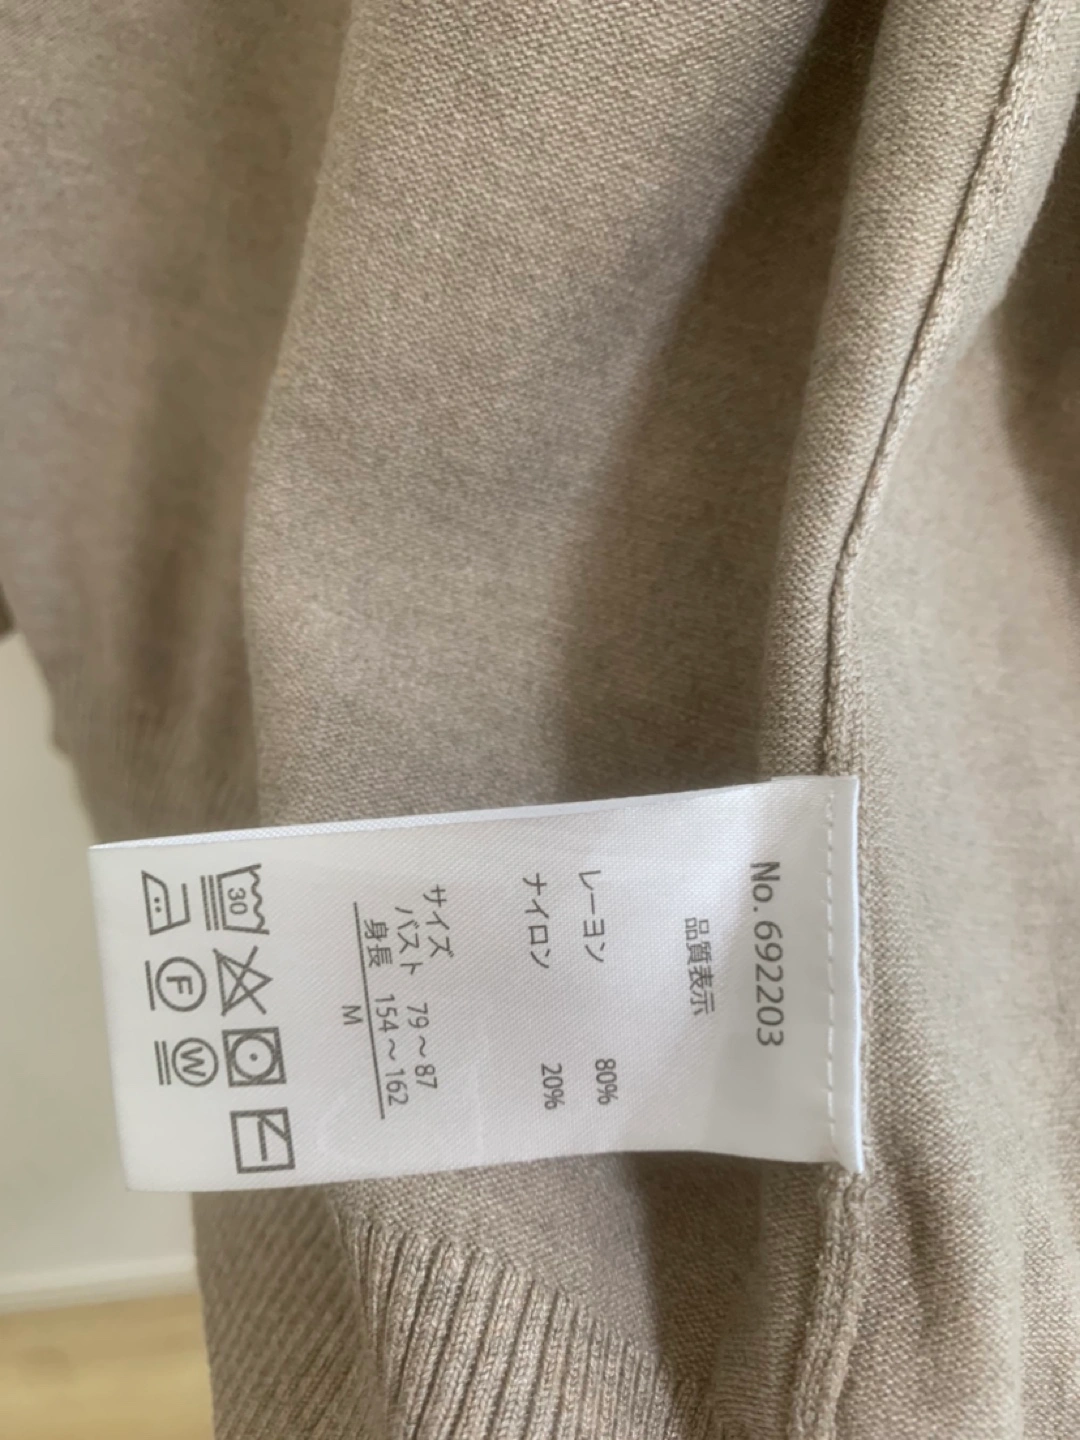 No.692203
品質表示
レーヨン 80%
ナイロン 20%
サイズ
バスト 79～87
身長 154～162
M
30
F W